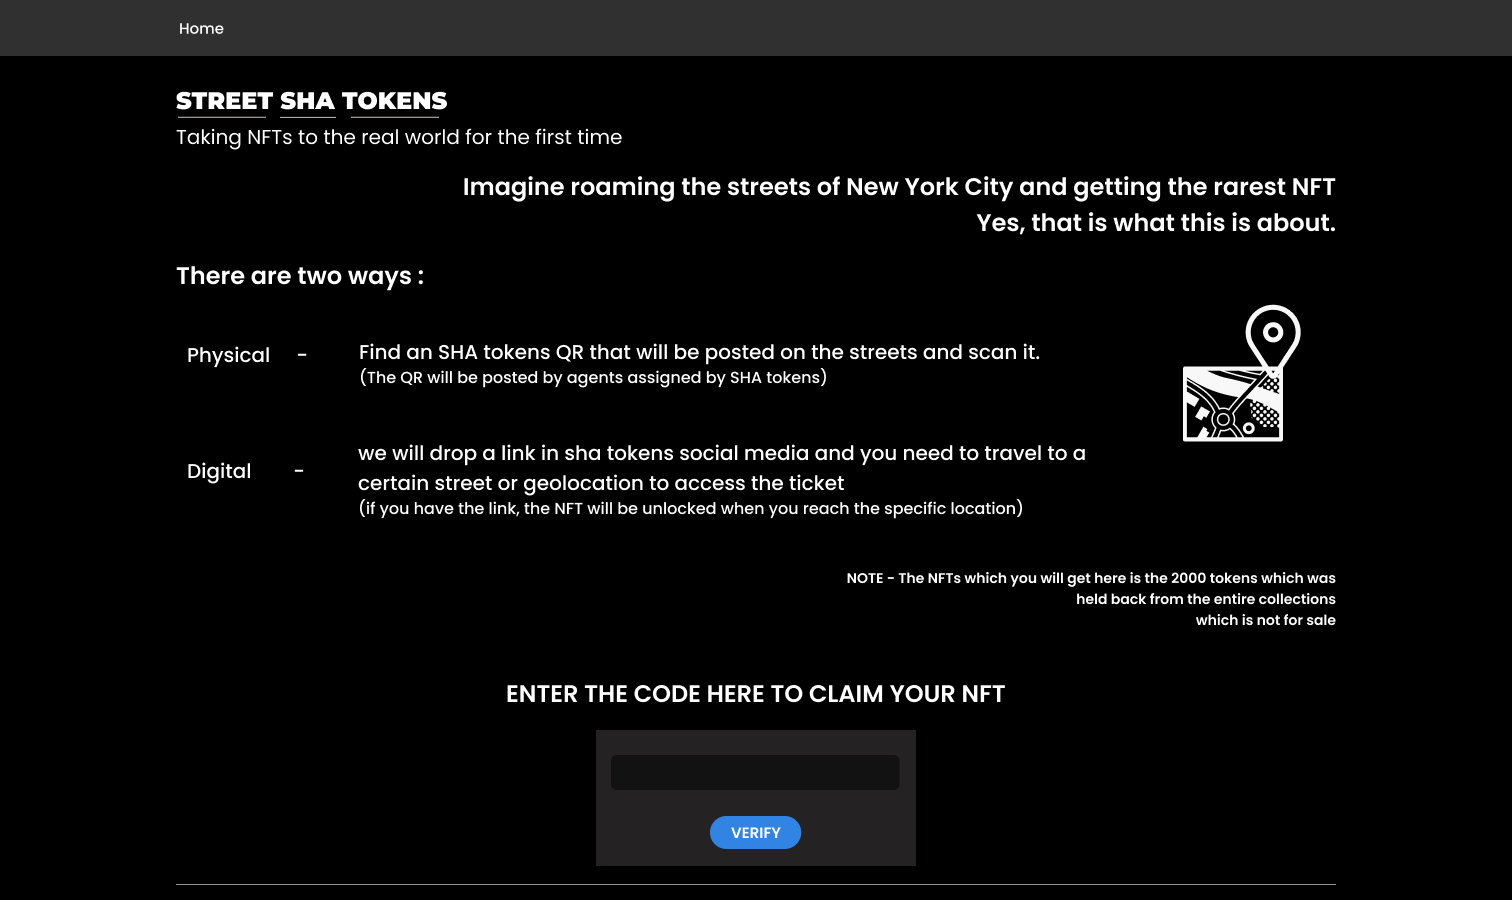 Home
STREET SHA TOKENS
Taking NFTs to the real world for the first time
Imagine roaming the streets of New York City and getting the rarest NFT
Yes, that is what this is about.
There are two ways :
Physical -
Find an SHA tokens QR that will be posted on the streets and scan it.
(The QR will be posted by agents assigned by SHA tokens)
Digital -
we will drop a link in sha tokens social media and you need to travel to a
certain street or geolocation to access the ticket
(if you have the link, the NFT will be unlocked when you reach the specific location)
NOTE - The NFTs which you will get here is the 2000 tokens which was
held back from the entire collections
which is not for sale
ENTER THE CODE HERE TO CLAIM YOUR NFT
VERIFY